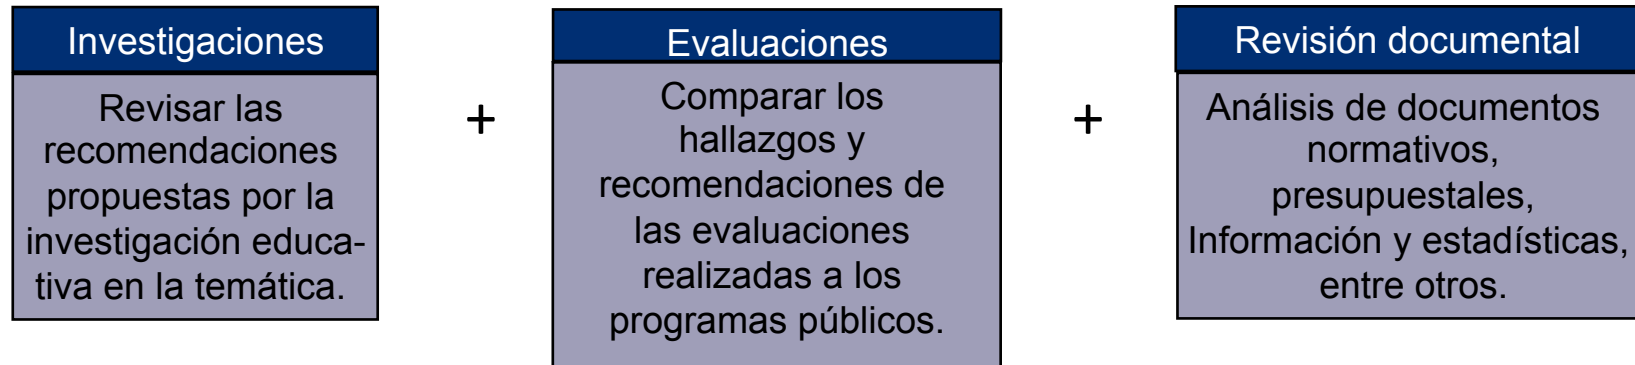 Investigaciones
Revisar las
recomendaciones
propuestas por la
investigación educa-
tiva en la temática.
+
Evaluaciones
Comparar los
hallazgos y
recomendaciones de
las evaluaciones
realizadas a los
programas públicos.
+
Revisión documental
Análisis de documentos
normativos,
presupuestales,
Información y estadísticas,
entre otros.